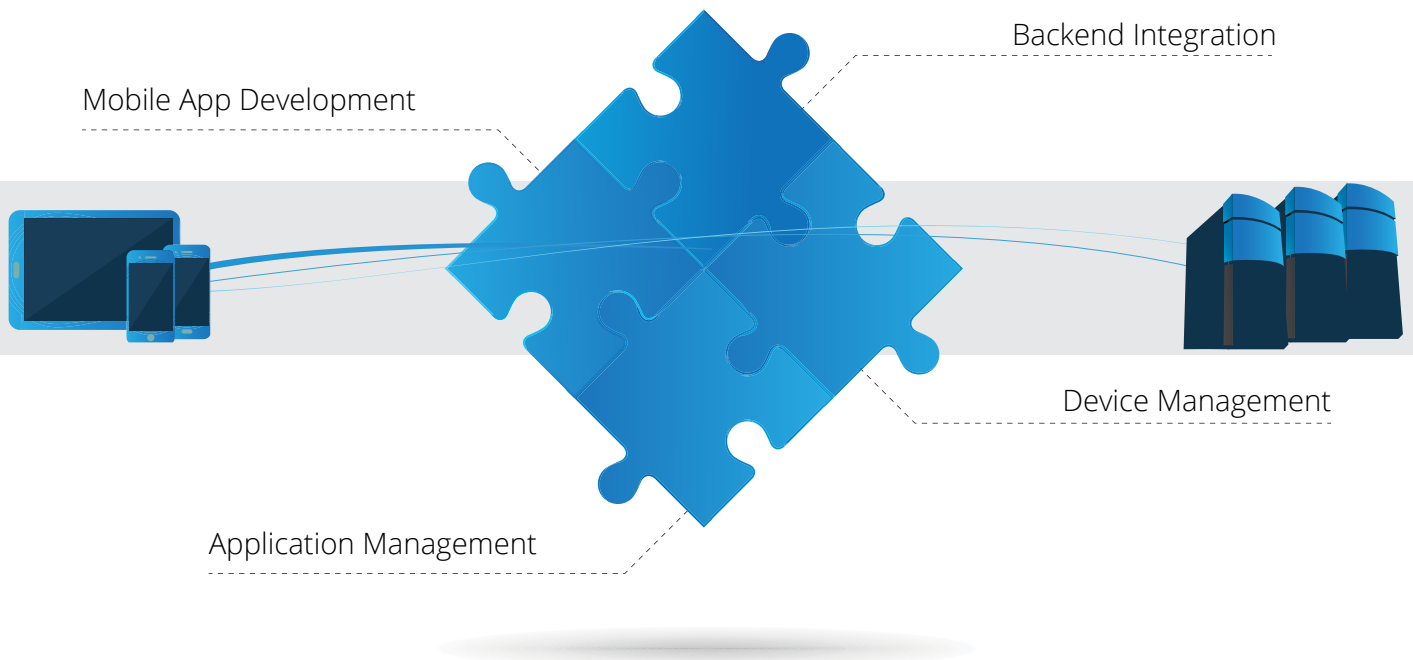 Backend Integration
Mobile App Development
Device Management
Application Management